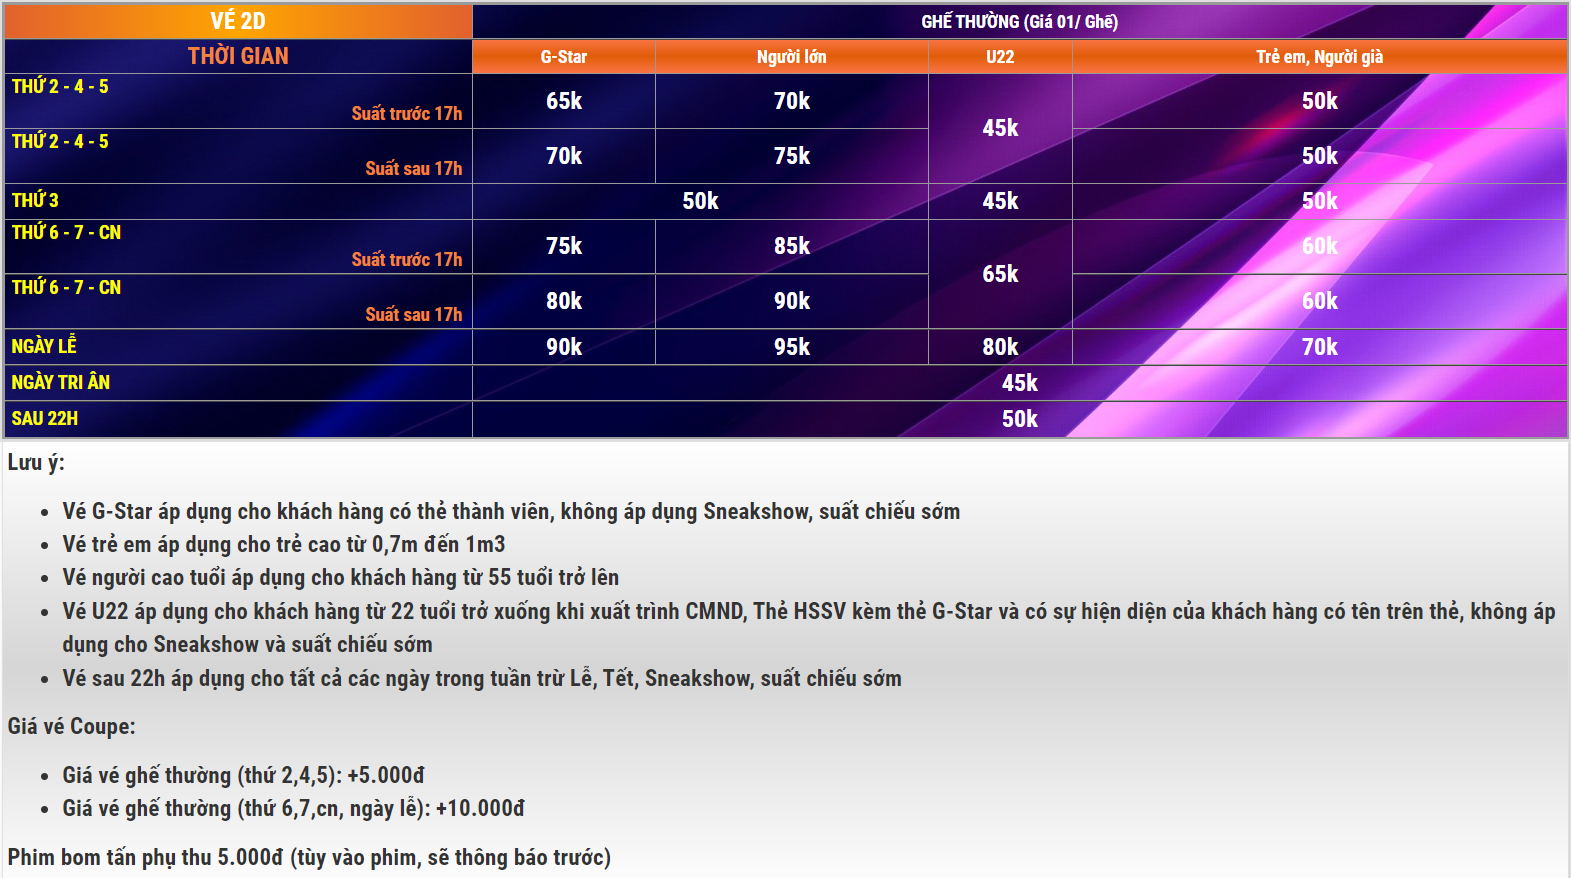 VÉ 2D
GHẾ THƯỜNG (Giá 01/ Ghế)
THỜI GIAN
G-Star
Người lớn
U22
Trẻ em, Người già
THỨ 2 - 4 - 5
Suất trước 17h
65k
70k
45k
50k
THỨ 2 - 4 - 5
Suất sau 17h
70k
75k
50k
THỨ 3
50k
45k
50k
THỨ 6 - 7 - CN
Suất trước 17h
75k
85k
65k
60k
THỨ 6 - 7 - CN
Suất sau 17h
80k
90k
60k
NGÀY LỄ
90k
95k
80k
70k
NGÀY TRI ÂN
45k
SAU 22H
50k
Lưu ý:
• Vé G-Star áp dụng cho khách hàng có thẻ thành viên, không áp dụng Sneakshow, suất chiếu sớm
• Vé trẻ em áp dụng cho trẻ cao từ 0,7m đến 1m3
• Vé người cao tuổi áp dụng cho khách hàng từ 55 tuổi trở lên
• Vé U22 áp dụng cho khách hàng từ 22 tuổi trở xuống khi xuất trình CMND, Thẻ HSSV kèm thẻ G-Star và có sự hiện diện của khách hàng có tên trên thẻ, không áp
dụng cho Sneakshow và suất chiếu sớm
• Vé sau 22h áp dụng cho tất cả các ngày trong tuần trừ Lễ, Tết, Sneakshow, suất chiếu sớm
Giá vé Coupe:
• Giá vé ghế thường (thứ 2,4,5): +5.000đ
• Giá vé ghế thường (thứ 6,7,cn, ngày lễ): +10.000đ
Phim bom tấn phụ thu 5.000đ (tùy vào phim, sẽ thông báo trước)